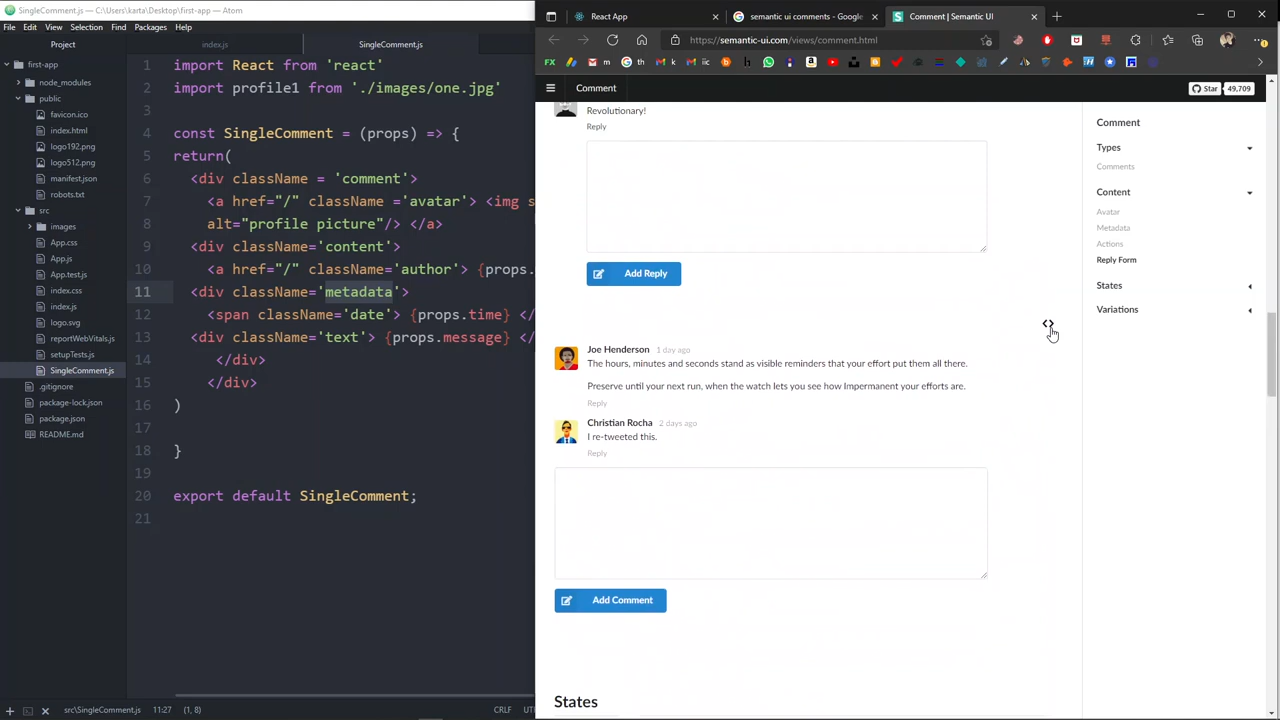 SingleComment.js — C:\Users\karta\Desktop\first-app — Atom
File Edit View Selection Find Packages Help
Project
index.js
SingleComment.js
first-app
node_modules
public
favicon.ico
index.html
logo192.png
logo512.png
manifest.json
robots.txt
src
images
App.css
App.js
App.test.js
index.css
index.js
logo.svg
reportWebVitals.js
setupTests.js
SingleComment.js
.gitignore
package-lock.json
package.json
README.md
1 import React from 'react'
2 import profile1 from './images/one.jpg'
3
4 const SingleComment = (props) => {
5 return(
6 <div className = 'comment'>
7 <a href="/" className ='avatar'> <img s
8 alt="profile picture"/> </a>
9 <div className='content'>
10 <a href="/" className='author'> {props.
11 <div className='metadata'>
12 <span className='date'> {props.time} </
13 <div className='text'> {props.message} </
14 </div>
15 </div>
16 )
17
18 }
19
20 export default SingleComment;
21
src\SingleComment.js 11:27 (1, 8)
CRLF UT
React App
semantic ui comments - Google
Comment | Semantic UI
https://semantic-ui.com/views/comment.html
FX
m
th
k
iic
b
Comment
Star 49,709
Revolutionary!
Reply
Add Reply
Joe Henderson 1 day ago
The hours, minutes and seconds stand as visible reminders that your effort put them all there.
Preserve until your next run, when the watch lets you see how Impermanent your efforts are.
Reply
Christian Rocha 2 days ago
I re-tweeted this.
Reply
Add Comment
States
Comment
Types
Comments
Content
Avatar
Metadata
Actions
Reply Form
States
Variations